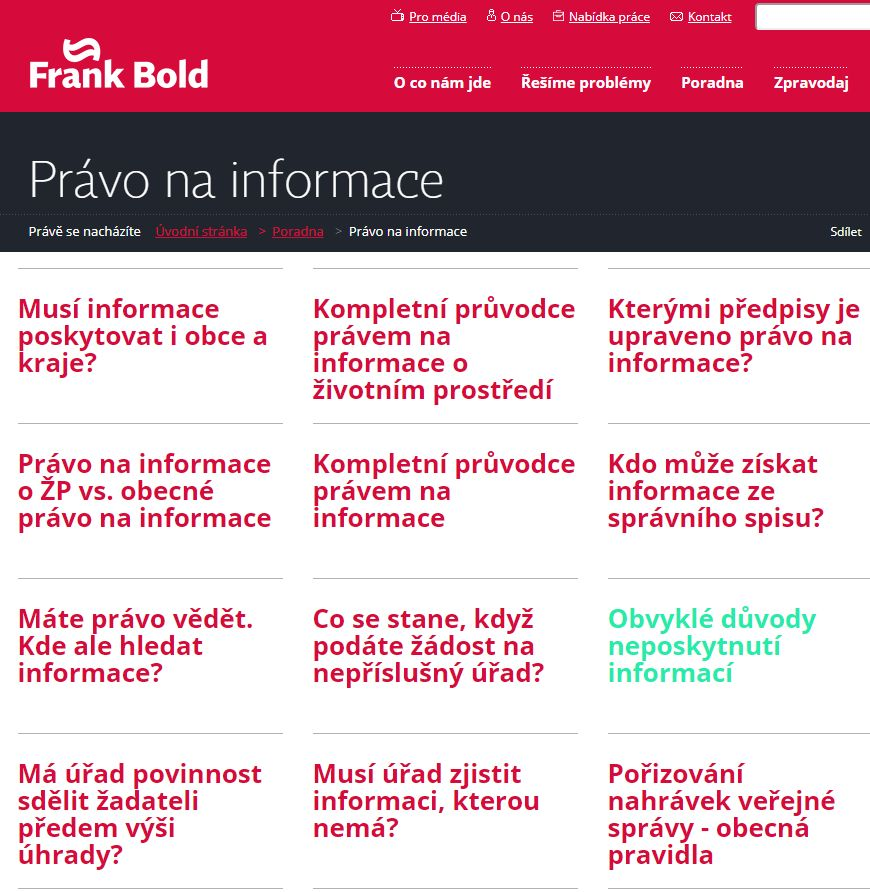 Pro média
O nás
Nabídka práce
Kontakt
Frank Bold
O co nám jde
Řešíme problémy
Poradna
Zpravodaj
Právo na informace
Právě se nacházíte Úvodní stránka > Poradna > Právo na informace
Sdílet
Musí informace
poskytovat i obce a
kraje?
Kompletní průvodce
právem na
informace o
životním prostředí
Kterými předpisy je
upraveno právo na
informace?
Právo na informace
o ŽP vs. obecné
právo na informace
Kompletní průvodce
právem na
informace
Kdo může získat
informace ze
správního spisu?
Máte právo vědět.
Kde ale hledat
informace?
Co se stane, když
podáte žádost na
nepříslušný úřad?
Obvyklé důvody
neposkytnutí
informací
Má úřad povinnost
sdělit žadateli
předem výši
úhrady?
Musí úřad zjistit
informaci, kterou
nemá?
Pořizování
nahrávek veřejné
správy - obecná
pravidla